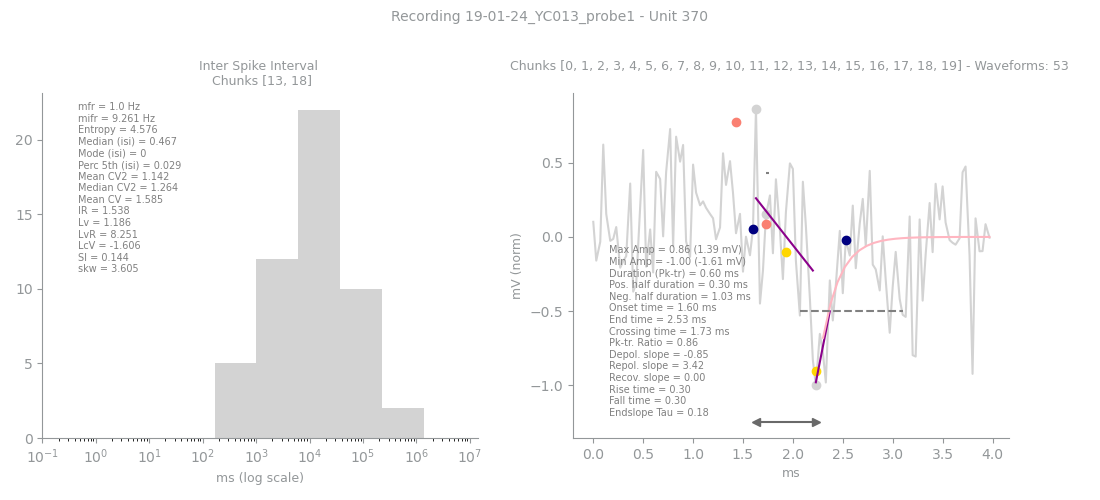 Recording 19-01-24_YC013_probe1 - Unit 370
Inter Spike Interval
Chunks [13, 18]
mfr = 1.0 Hz
mifr = 9.261 Hz
Entropy = 4.576
Median (isi) = 0.467
Mode (isi) = 0
Perc 5th (isi) = 0.029
Mean CV2 = 1.142
Median CV2 = 1.264
Mean CV = 1.585
IR = 1.538
Lv = 1.186
LvR = 8.251
LcV = -1.606
SI = 0.144
skw = 3.605
20
15
10
5
0
10⁻¹ 10⁰ 10¹ 10² 10³ 10⁴ 10⁵ 10⁶ 10⁷
ms (log scale)
Chunks [0, 1, 2, 3, 4, 5, 6, 7, 8, 9, 10, 11, 12, 13, 14, 15, 16, 17, 18, 19] - Waveforms: 53
mV (norm)
0.5
0.0
−0.5
−1.0
Max Amp = 0.86 (1.39 mV)
Min Amp = -1.00 (-1.61 mV)
Duration (Pk-tr) = 0.60 ms
Pos. half duration = 0.30 ms
Neg. half duration = 1.03 ms
Onset time = 1.60 ms
End time = 2.53 ms
Crossing time = 1.73 ms
Pk-tr Ratio = 0.86
Depol. slope = -0.85
Repol. slope = 3.42
Recov. slope = 0.00
Rise time = 0.30
Fall time = 0.30
Endslope Tau = 0.18
0.0 0.5 1.0 1.5 2.0 2.5 3.0 3.5 4.0
ms